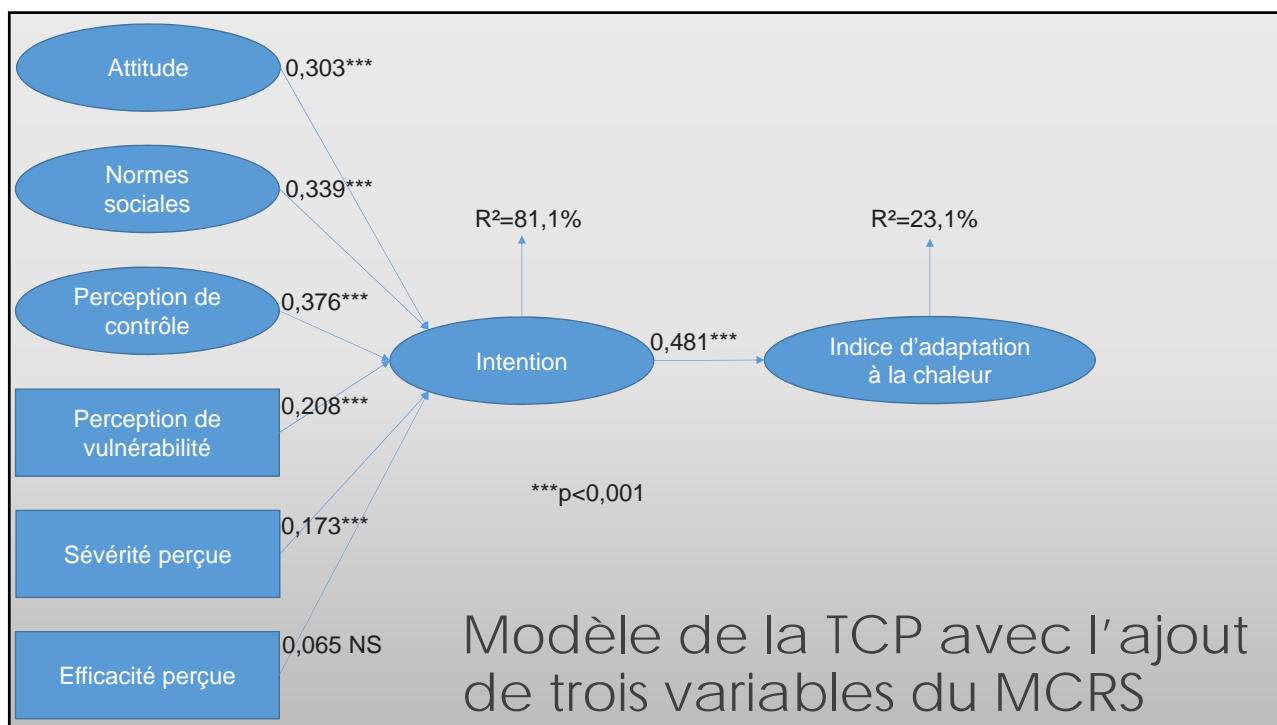 Attitude
0,303***
Normes
sociales
0,339***
R²=81,1%
R²=23,1%
Perception de
contrôle
0,376***
Intention
0,481***
Indice d'adaptation
à la chaleur
Perception de
vulnérabilité
0,208***
***p<0,001
Sévérité perçue
0,173***
Efficacité perçue
0,065 NS
Modèle de la TCP avec l'ajout
de trois variables du MCRS